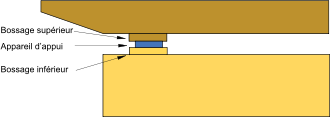 Bossage supérieur
Appareil d'appui
Bossage inférieur